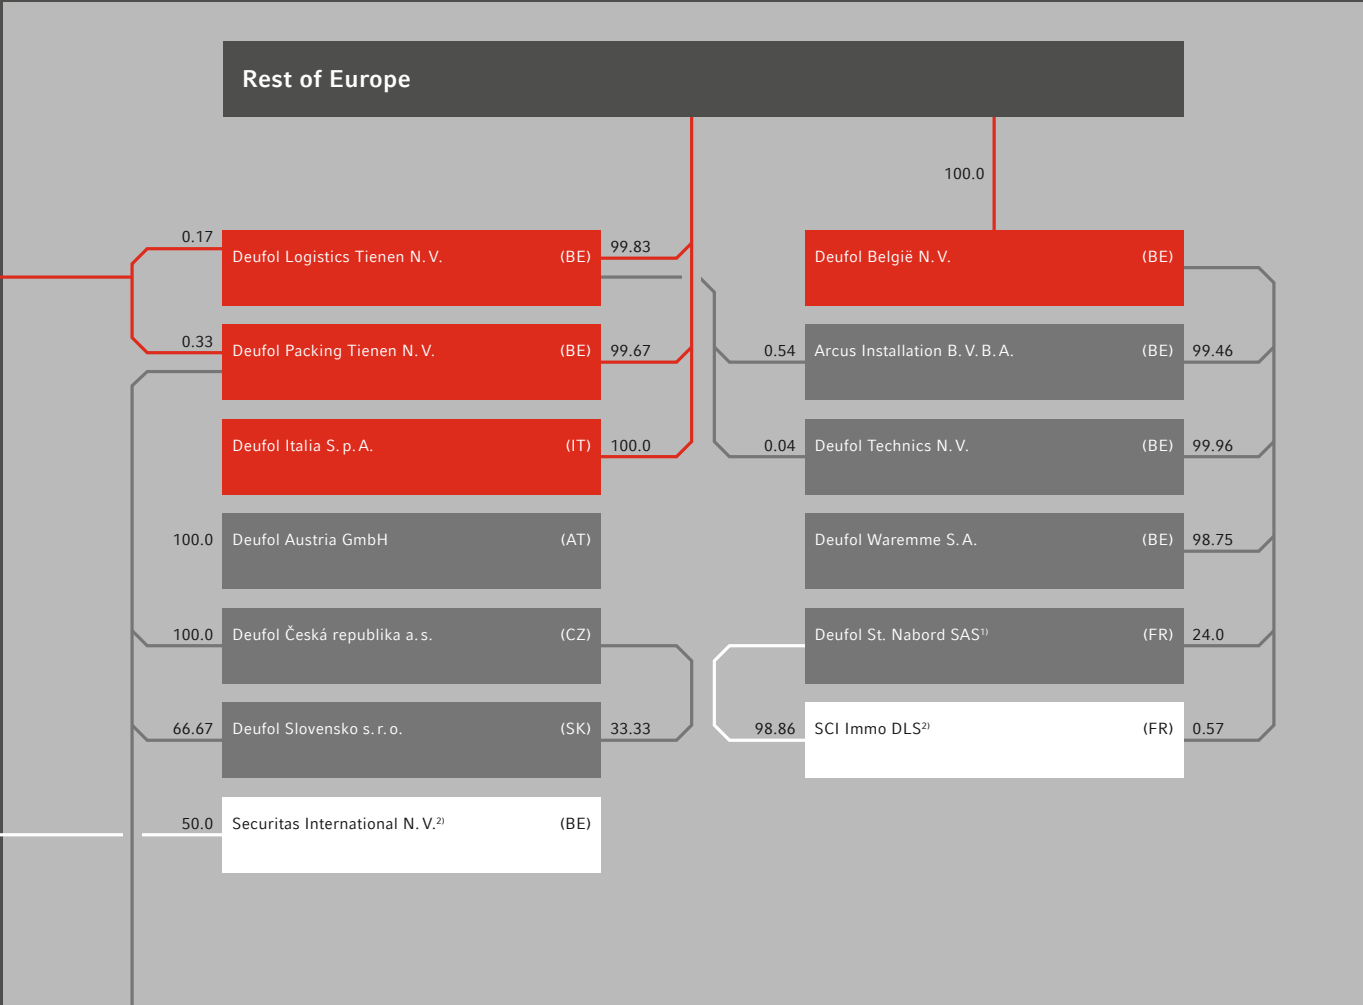 Rest of Europe
100.0
0.17 Deufol Logistics Tienen N. V. (BE) 99.83
Deufol België N. V. (BE)
0.33 Deufol Packing Tienen N. V. (BE) 99.67
0.54 Arcus Installation B. V. B. A. (BE) 99.46
Deufol Italia S. p. A. (IT) 100.0
0.04 Deufol Technics N. V. (BE) 99.96
100.0 Deufol Austria GmbH (AT)
Deufol Waremme S. A. (BE) 98.75
100.0 Deufol Česká republika a. s. (CZ)
Deufol St. Nabord SAS¹⁾ (FR) 24.0
66.67 Deufol Slovensko s. r. o. (SK) 33.33
98.86 SCI Immo DLS²⁾ (FR) 0.57
50.0 Securitas International N. V.²⁾ (BE)